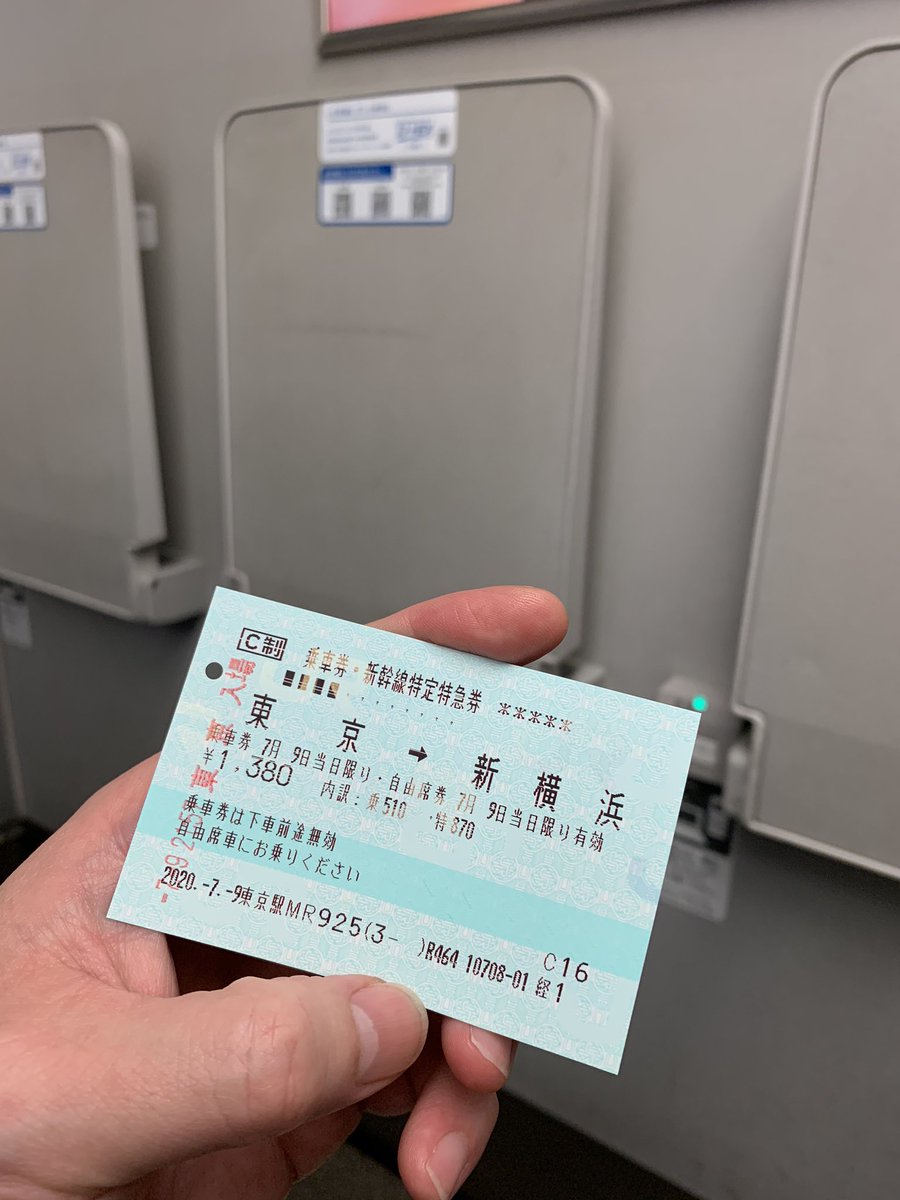 C制 乗車券・新幹線特定特急券 *****
東京 → 新横浜
乗車券 7月 9日当日限り・自由席券 7月 9日当日限り有効
¥1,380 内訳：乗510・特870
乗車券は下車前途無効
自由席車にお乗りください
2020.-7.-9東京駅MR925(3- )R464 10708-01 経1
C16
入場